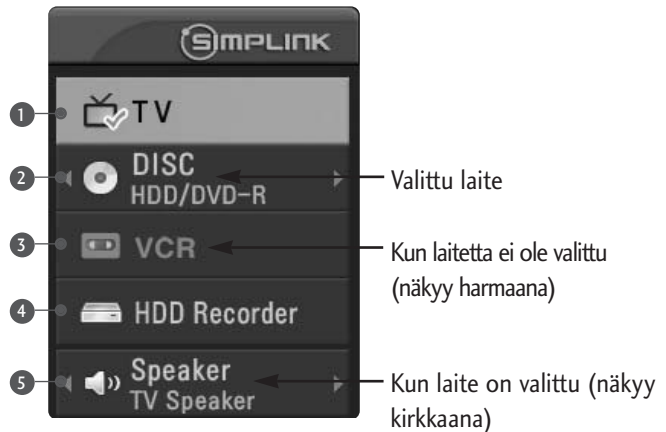 SIMPLINK
1 TV
2 DISC
HDD/DVD-R
Valittu laite
3 VCR
Kun laitetta ei ole valittu
(näkyy harmaana)
4 HDD Recorder
5 Speaker
TV Speaker
Kun laite on valittu (näkyy
kirkkaana)